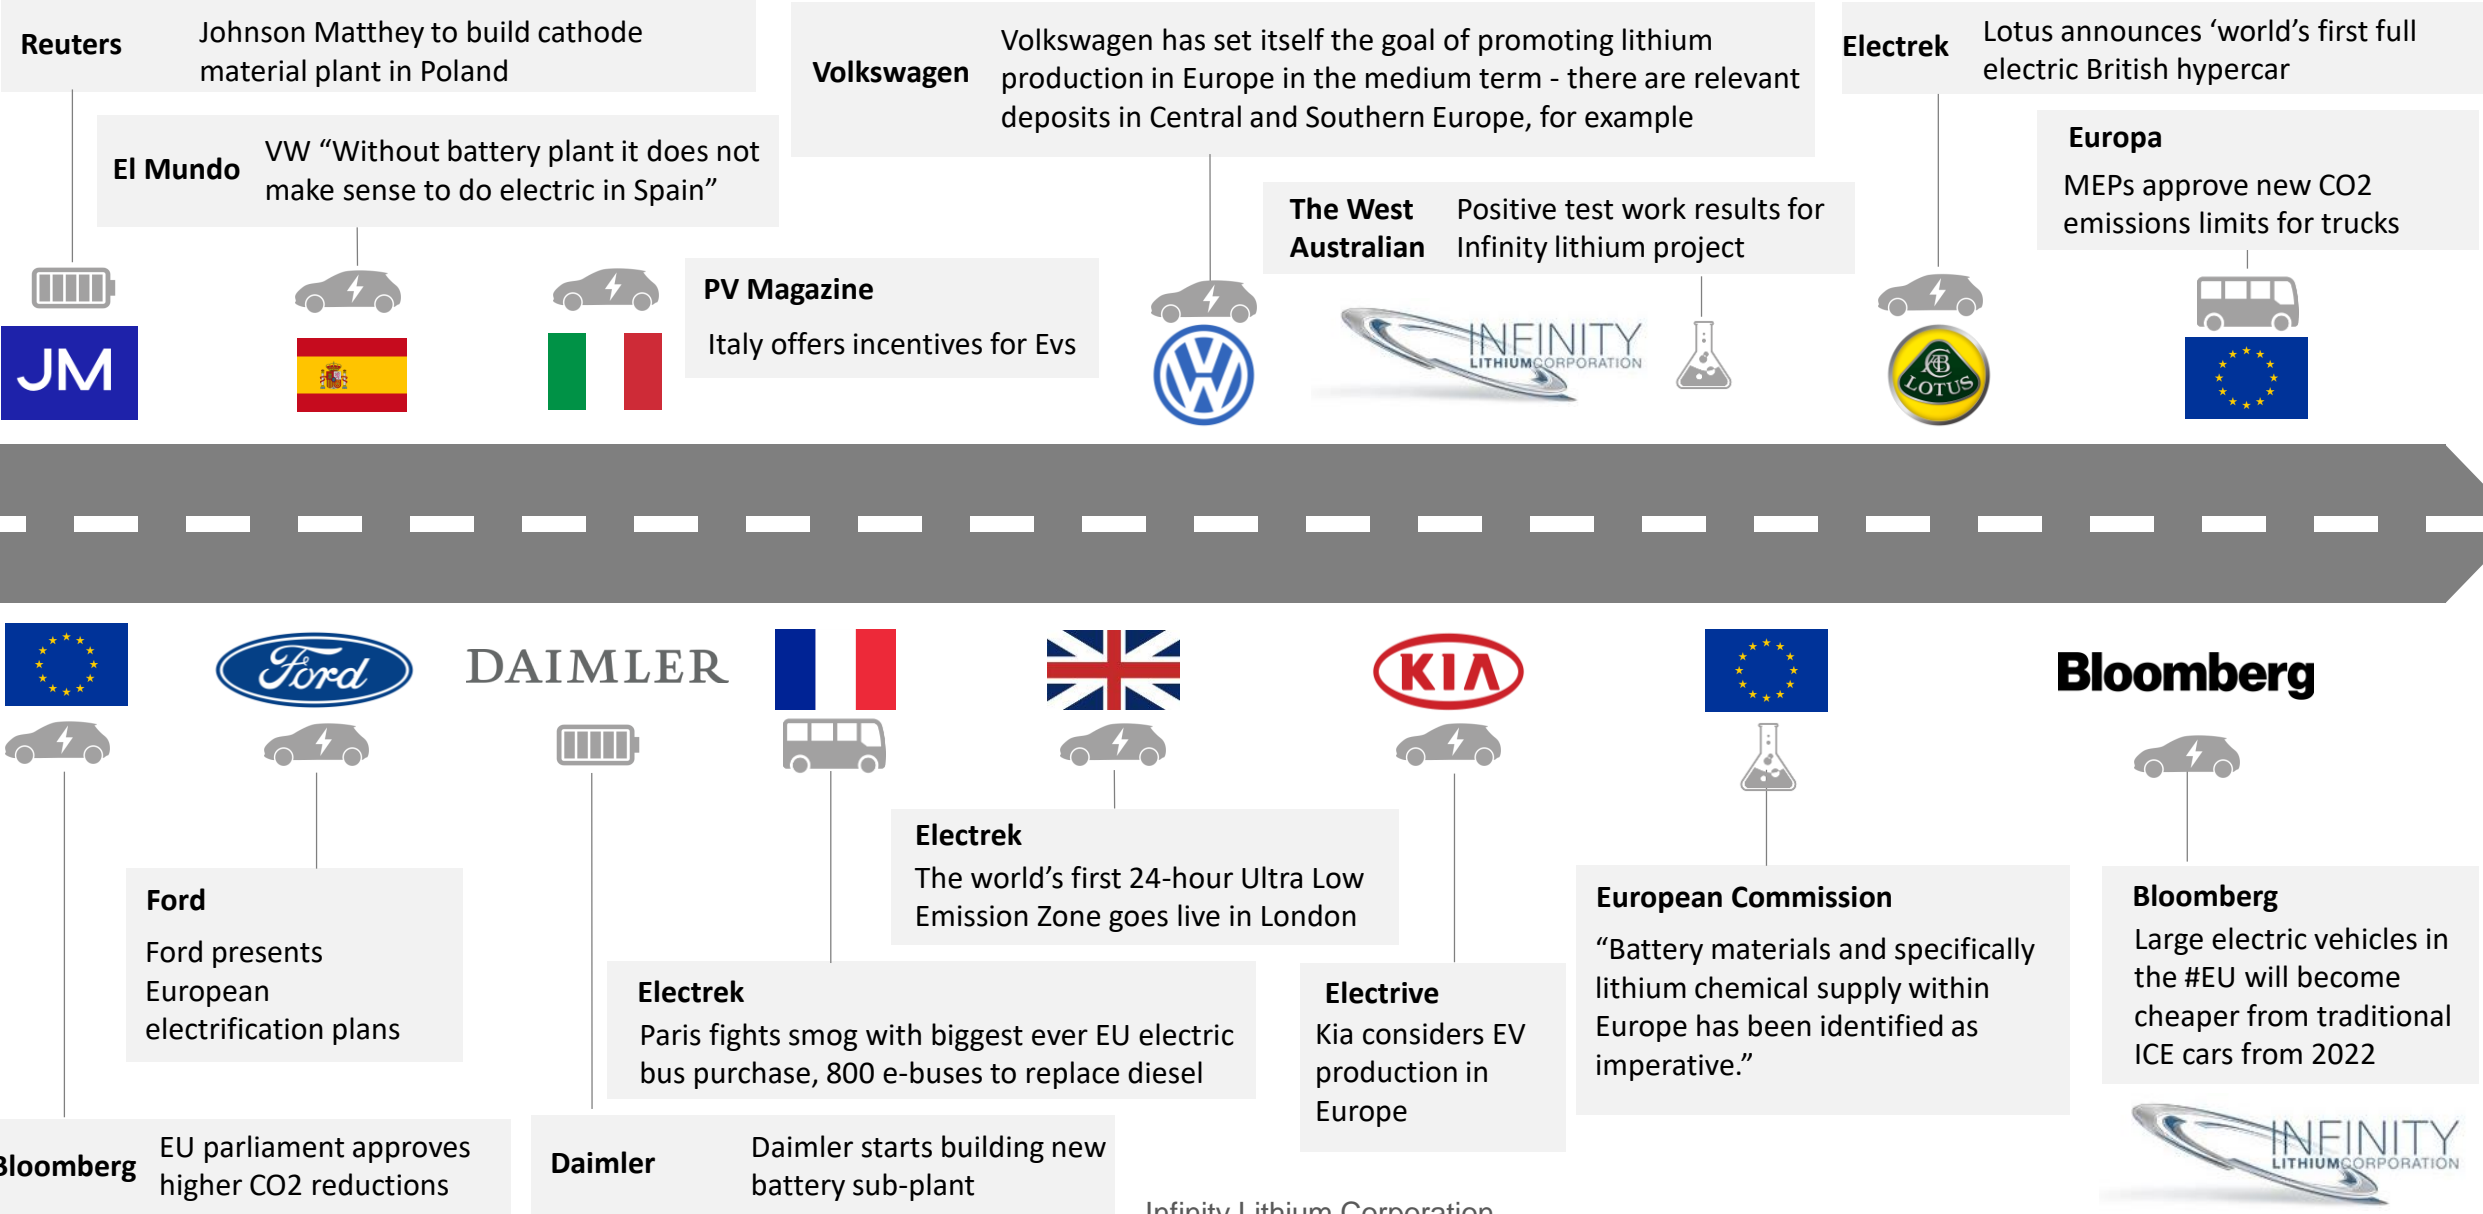 Reuters
Johnson Matthey to build cathode
material plant in Poland
El Mundo
VW “Without battery plant it does not
make sense to do electric in Spain”
PV Magazine
Italy offers incentives for Evs
Volkswagen
Volkswagen has set itself the goal of promoting lithium
production in Europe in the medium term - there are relevant
deposits in Central and Southern Europe, for example
The West
Australian
Positive test work results for
Infinity lithium project
Electrek
Lotus announces ‘world’s first full
electric British hypercar
Europa
MEPs approve new CO2
emissions limits for trucks
JM
INFINITY
LITHIUMCORPORATION
LOTUS
Ford
DAIMLER
KIA
Bloomberg
Electrek
The world’s first 24-hour Ultra Low
Emission Zone goes live in London
Ford
Ford presents
European
electrification plans
Electrek
Paris fights smog with biggest ever EU electric
bus purchase, 800 e-buses to replace diesel
Electrive
Kia considers EV
production in
Europe
European Commission
“Battery materials and specifically
lithium chemical supply within
Europe has been identified as
imperative.”
Bloomberg
Large electric vehicles in
the #EU will become
cheaper from traditional
ICE cars from 2022
Bloomberg
EU parliament approves
higher CO2 reductions
Daimler
Daimler starts building new
battery sub-plant
INFINITY
LITHIUMCORPORATION
Infinity Lithium Corporation